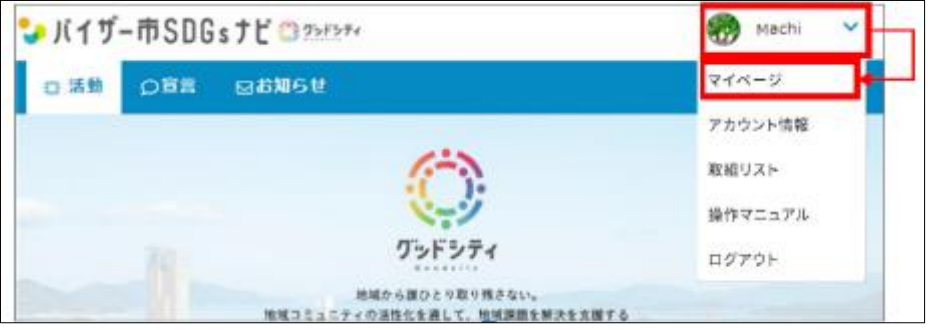 バイザー市SDGsナビ グッドシティ
Machi
活動 宣言 お知らせ
マイページ
アカウント情報
取組リスト
操作マニュアル
ログアウト
グッドシティ
地域から誰ひとり取り残さない。
地域コミュニティの活性化を通して、地域課題を解決を支援する